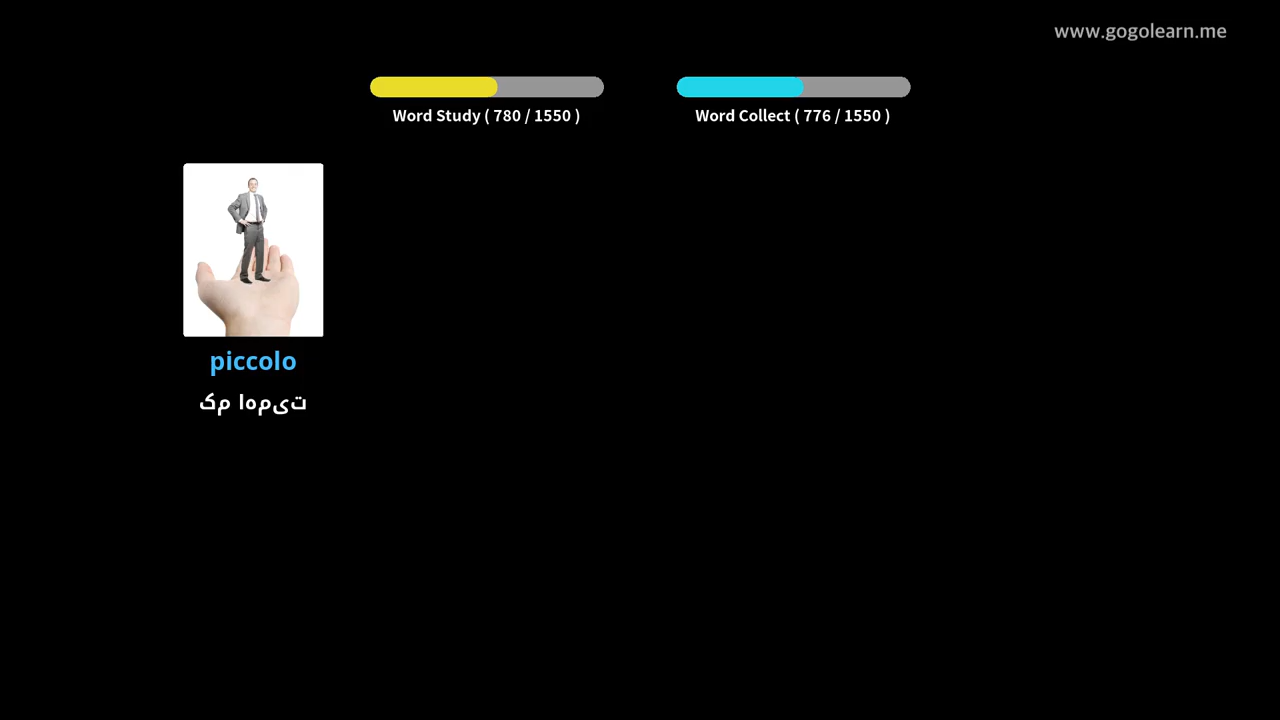 www.gogolearn.me
Word Study ( 780 / 1550 )
Word Collect ( 776 / 1550 )
piccolo
کم اهمیت